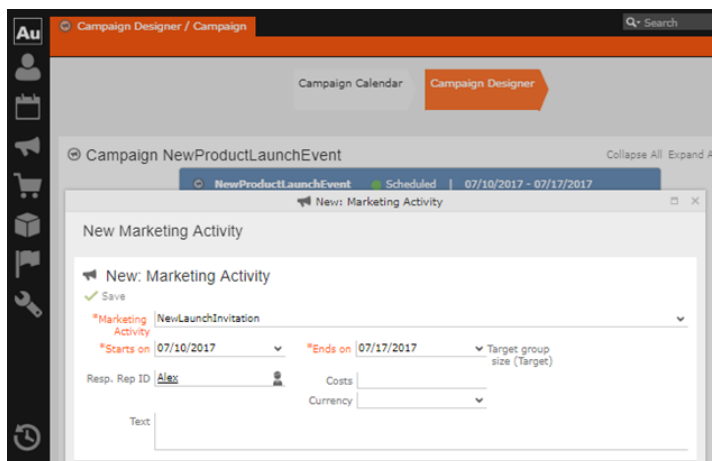 Au
Campaign Designer / Campaign
Search
Campaign Calendar
Campaign Designer
Campaign NewProductLaunchEvent
Collapse All Expand A
NewProductLaunchEvent Scheduled | 07/10/2017 - 07/17/2017
New: Marketing Activity
New Marketing Activity
New: Marketing Activity
Save
*Marketing Activity NewLaunchInvitation
*Starts on 07/10/2017 *Ends on 07/17/2017 Target group size (Target)
Resp. Rep ID Alex Costs
Currency
Text